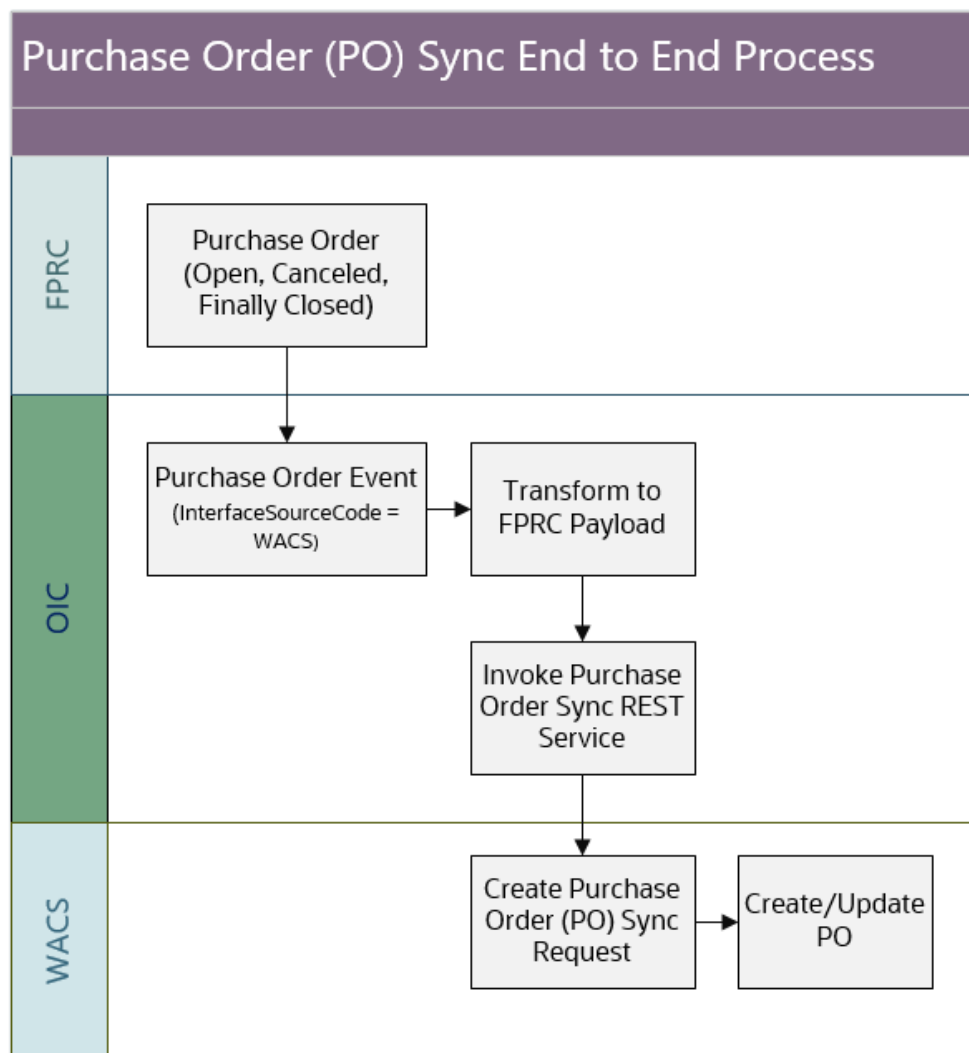 Purchase Order (PO) Sync End to End Process
FPRC
Purchase Order
(Open, Canceled,
Finally Closed)
OIC
Purchase Order Event
(InterfaceSourceCode =
WACS)
Transform to
FPRC Payload
Invoke Purchase
Order Sync REST
Service
WACS
Create Purchase
Order (PO) Sync
Request
Create/Update
PO